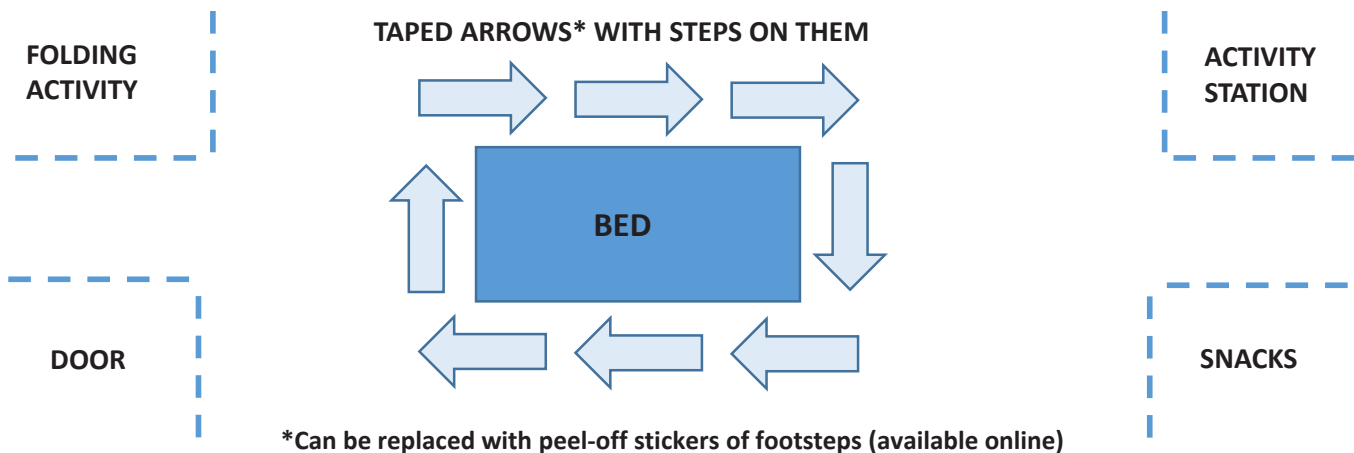 TAPED ARROWS* WITH STEPS ON THEM
FOLDING
ACTIVITY
ACTIVITY
STATION
BED
DOOR
SNACKS
*Can be replaced with peel-off stickers of footsteps (available online)